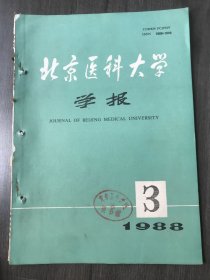 北京医科大学
学报
JOURNAL OF BEIJING MEDICAL UNIVERSITY
3
1988